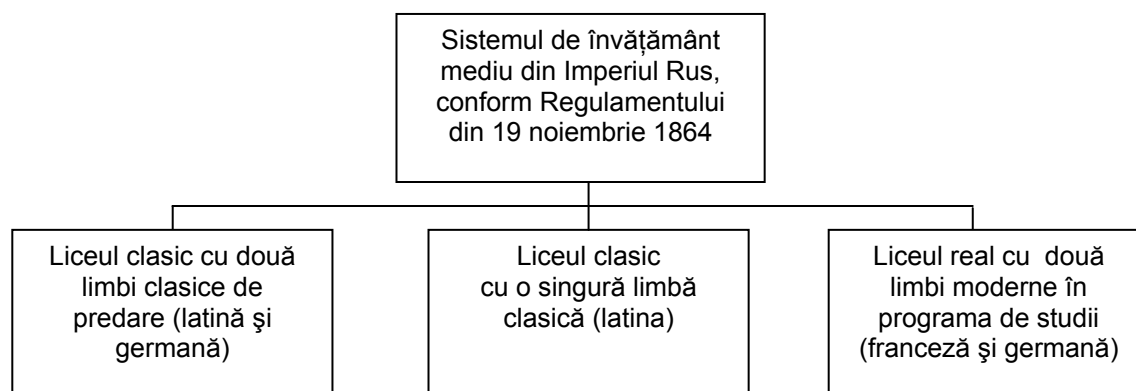 Sistemul de învățământ
mediu din Imperiul Rus,
conform Regulamentului
din 19 noiembrie 1864
Liceul clasic cu două
limbi clasice de
predare (latină şi
germană)
Liceul clasic
cu o singură limbă
clasică (latina)
Liceul real cu două
limbi moderne în
programa de studii
(franceză şi germană)